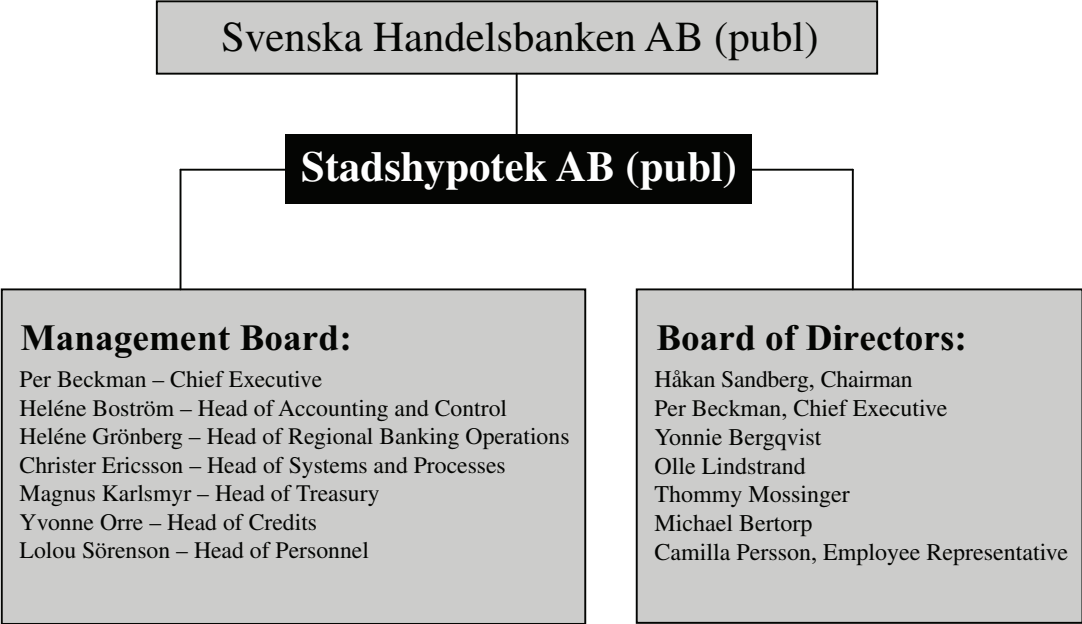 Svenska Handelsbanken AB (publ)
Stadshypotek AB (publ)
Management Board:
Per Beckman – Chief Executive
Heléne Boström – Head of Accounting and Control
Heléne Grönberg – Head of Regional Banking Operations
Christer Ericsson – Head of Systems and Processes
Magnus Karlsmyr – Head of Treasury
Yvonne Orre – Head of Credits
Lolou Sörenson – Head of Personnel
Board of Directors:
Håkan Sandberg, Chairman
Per Beckman, Chief Executive
Yonnie Bergqvist
Olle Lindstrand
Thommy Mossinger
Michael Bertorp
Camilla Persson, Employee Representative